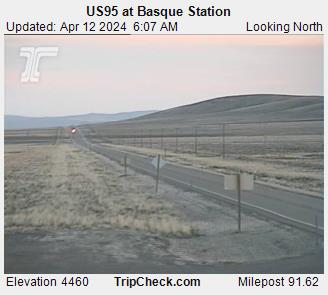 US95 at Basque Station
Updated: Apr 12 2024 6:07 AM Looking North
Elevation 4460 TripCheck.com Milepost 91.62